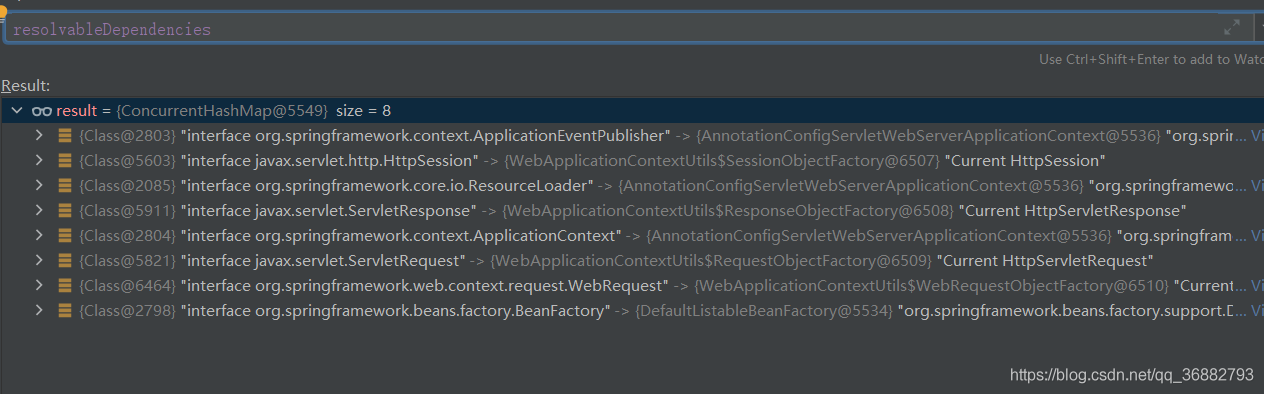 resolvableDependencies
Use Ctrl+Shift+Enter to add to Watc
Result:
result = {ConcurrentHashMap@5549} size = 8
{Class@2803} "interface org.springframework.context.ApplicationEventPublisher" -> {AnnotationConfigServletWebServerApplicationContext@5536} "org.sprir... Vi
{Class@5603} "interface javax.servlet.http.HttpSession" -> {WebApplicationContextUtils$SessionObjectFactory@6507} "Current HttpSession"
{Class@2085} "interface org.springframework.core.io.ResourceLoader" -> {AnnotationConfigServletWebServerApplicationContext@5536} "org.springframewo... Vi
{Class@5911} "interface javax.servlet.ServletResponse" -> {WebApplicationContextUtils$ResponseObjectFactory@6508} "Current HttpServletResponse"
{Class@2804} "interface org.springframework.context.ApplicationContext" -> {AnnotationConfigServletWebServerApplicationContext@5536} "org.springfram... Vi
{Class@5821} "interface javax.servlet.ServletRequest" -> {WebApplicationContextUtils$RequestObjectFactory@6509} "Current HttpServletRequest"
{Class@6464} "interface org.springframework.web.context.request.WebRequest" -> {WebApplicationContextUtils$WebRequestObjectFactory@6510} "Current... Vi
{Class@2798} "interface org.springframework.beans.factory.BeanFactory" -> {DefaultListableBeanFactory@5534} "org.springframework.beans.factory.support.D... Vi
https://blog.csdn.net/qq_36882793